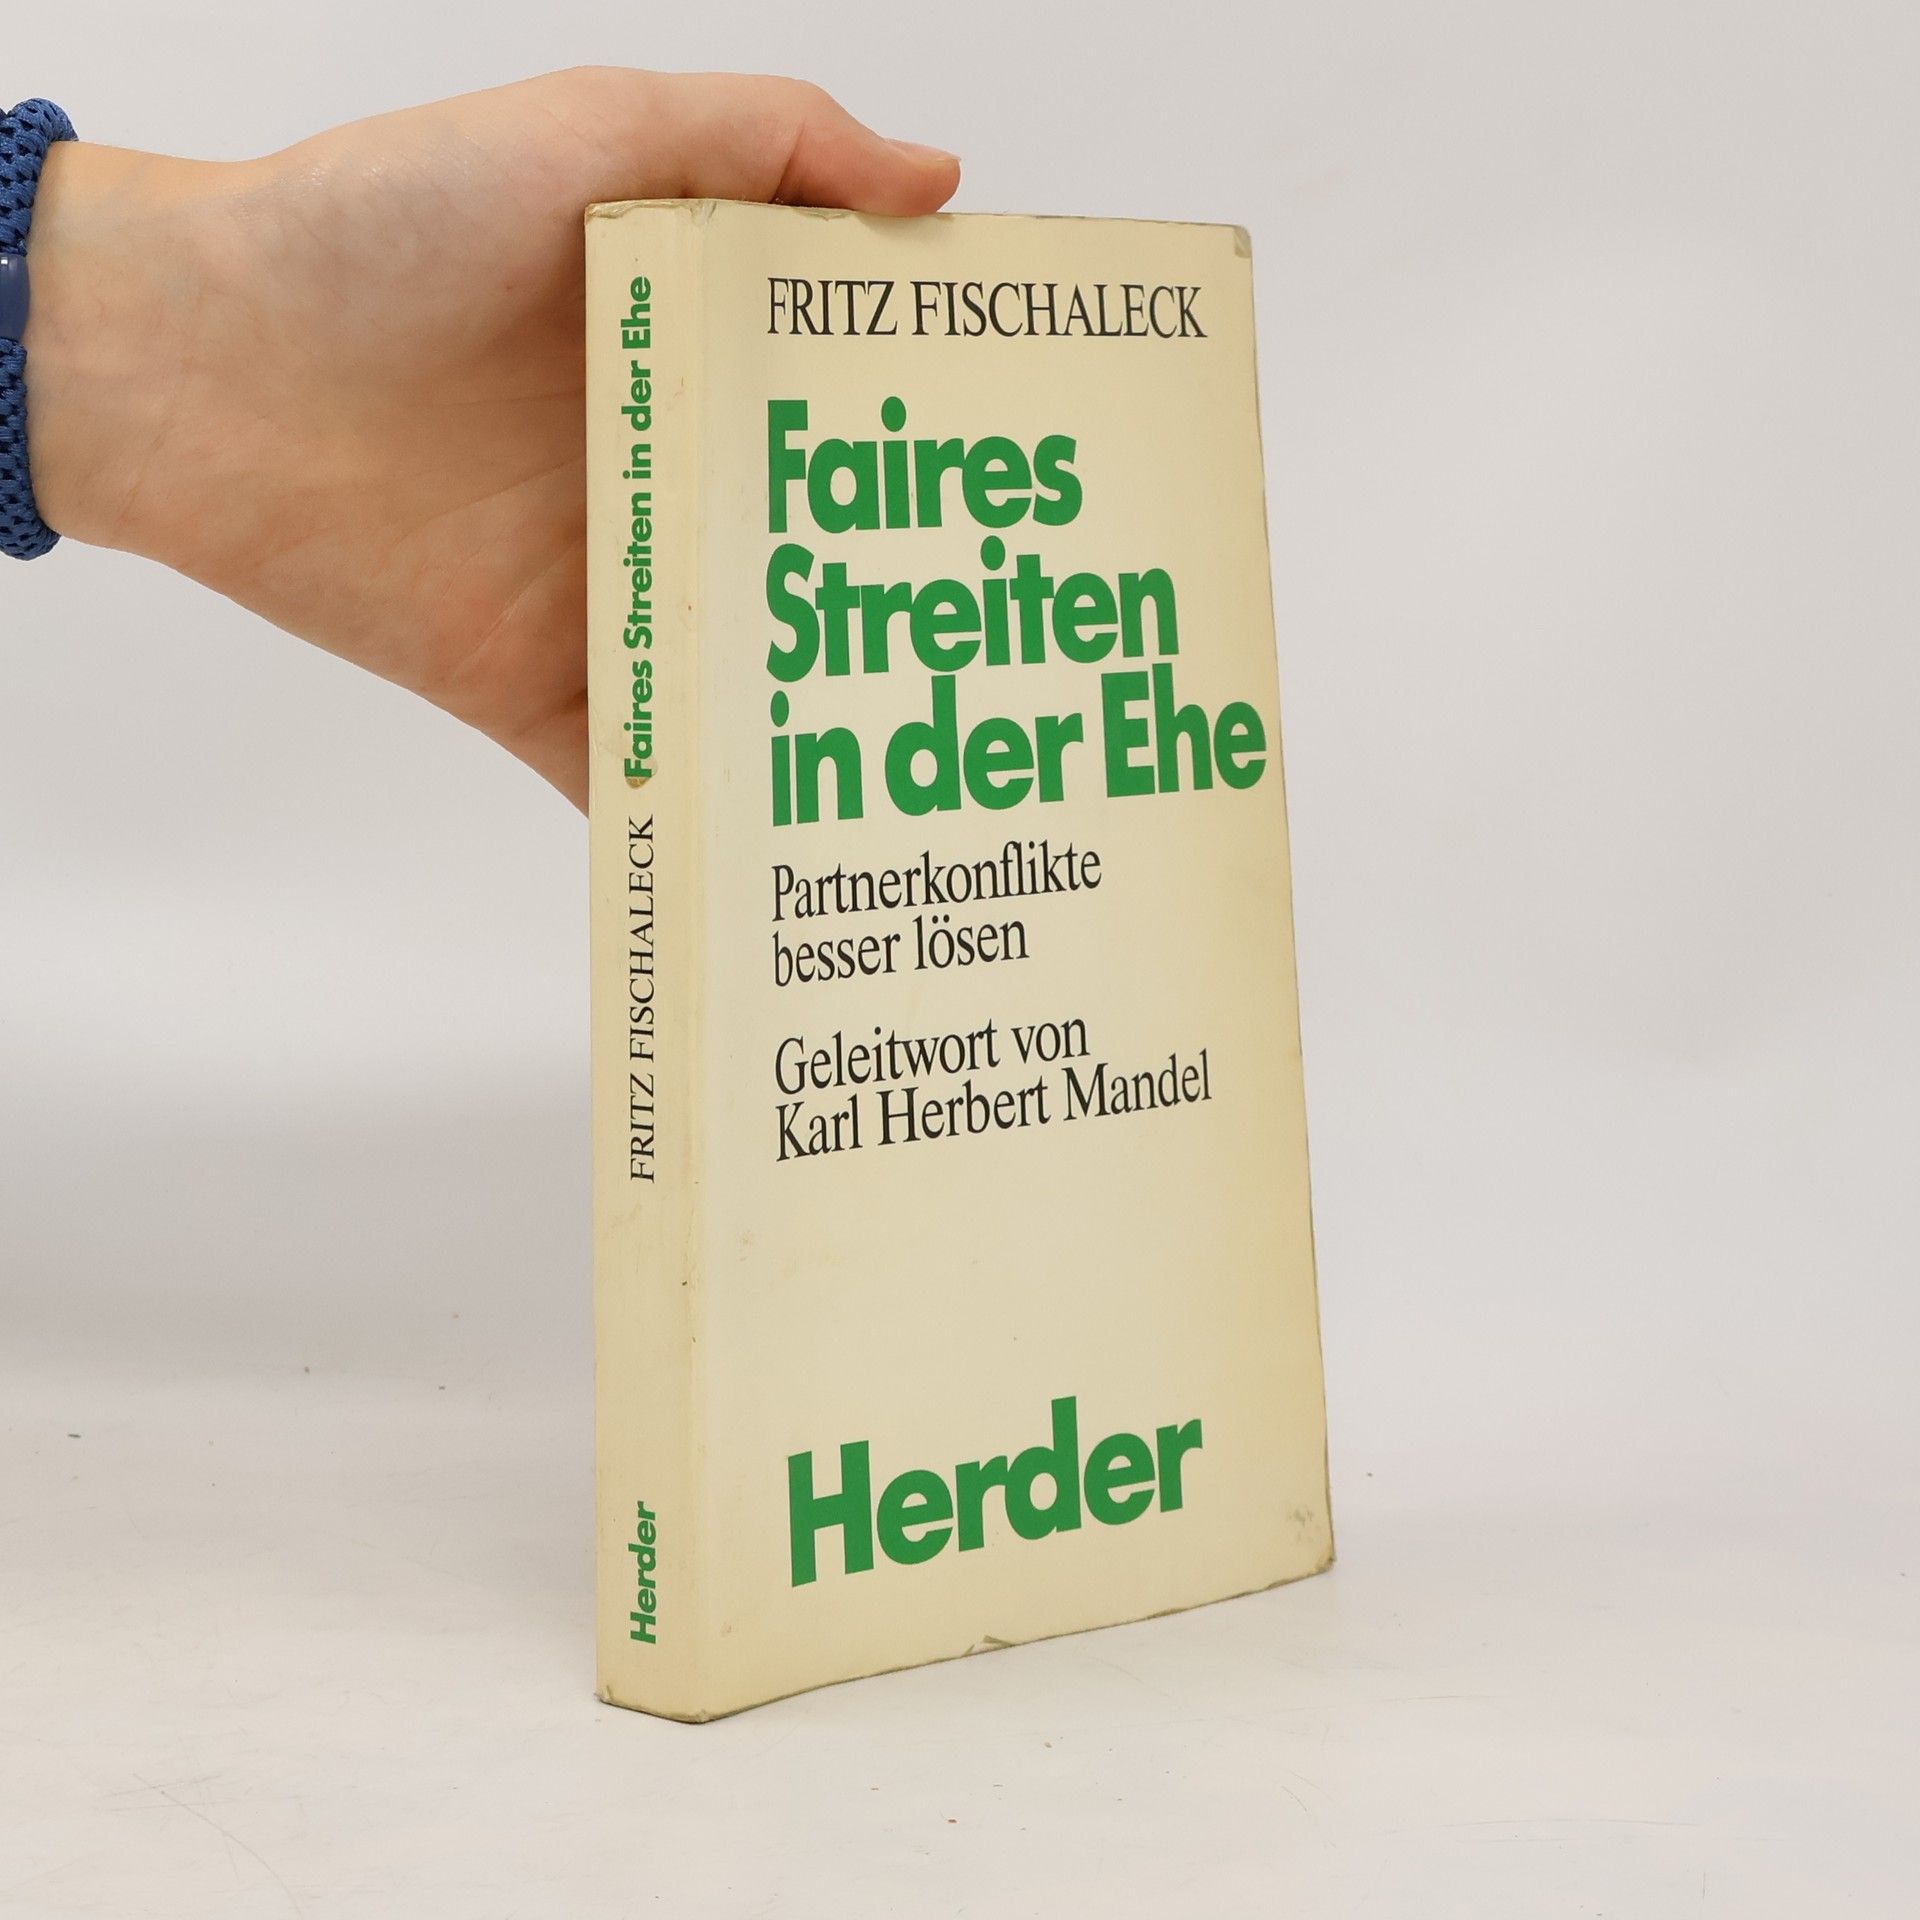 FRITZ FISCHALECK
Faires
Streiten
in der Ehe
Partnerkonflikte
besser lösen
Geleitwort von
Karl Herbert Mandel
Herder
FRITZ FISCHALECK Faires Streiten in der Ehe
Herder